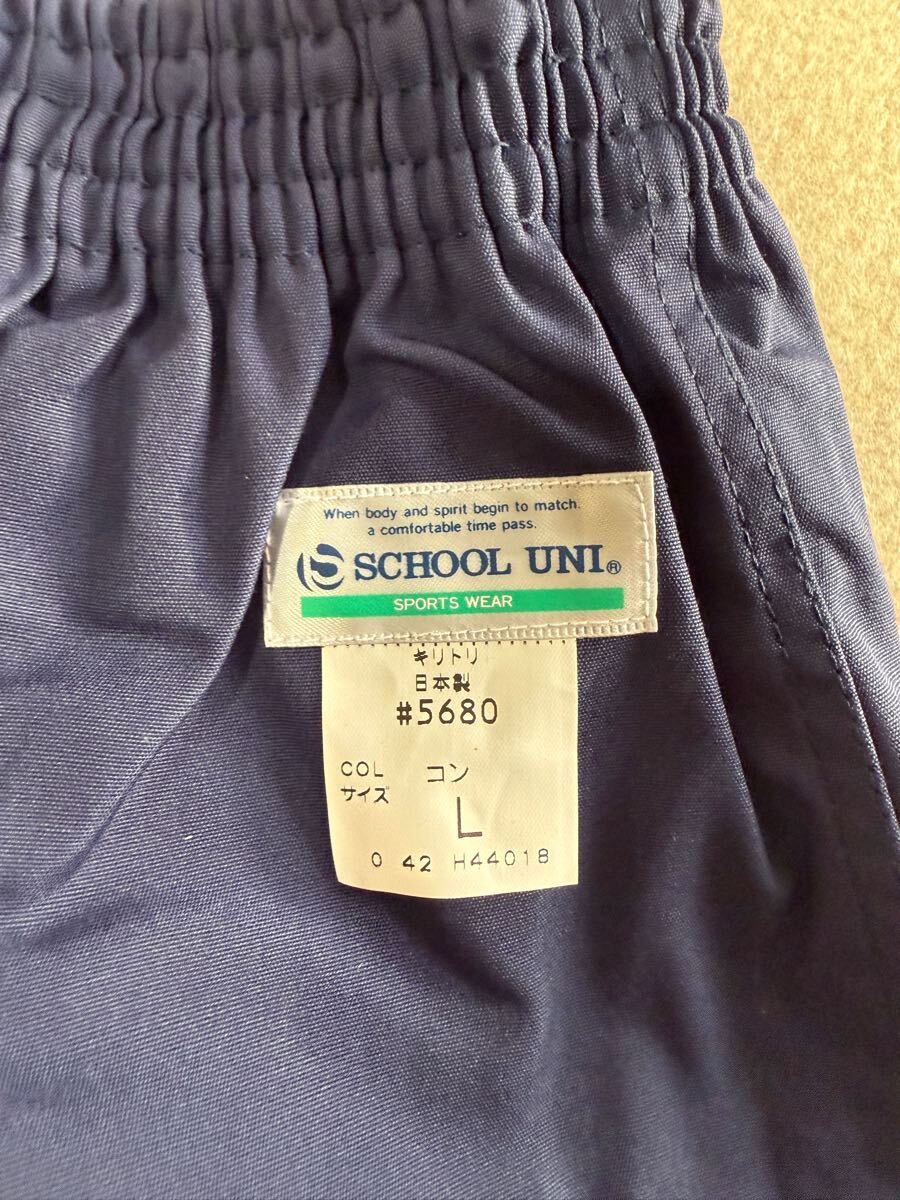 When body and spirit begin to match.
a comfortable time pass.
S SCHOOL UNI®
SPORTS WEAR
キリトリ
日本製
#5680
COL コン
サイズ L
0 42 H44018